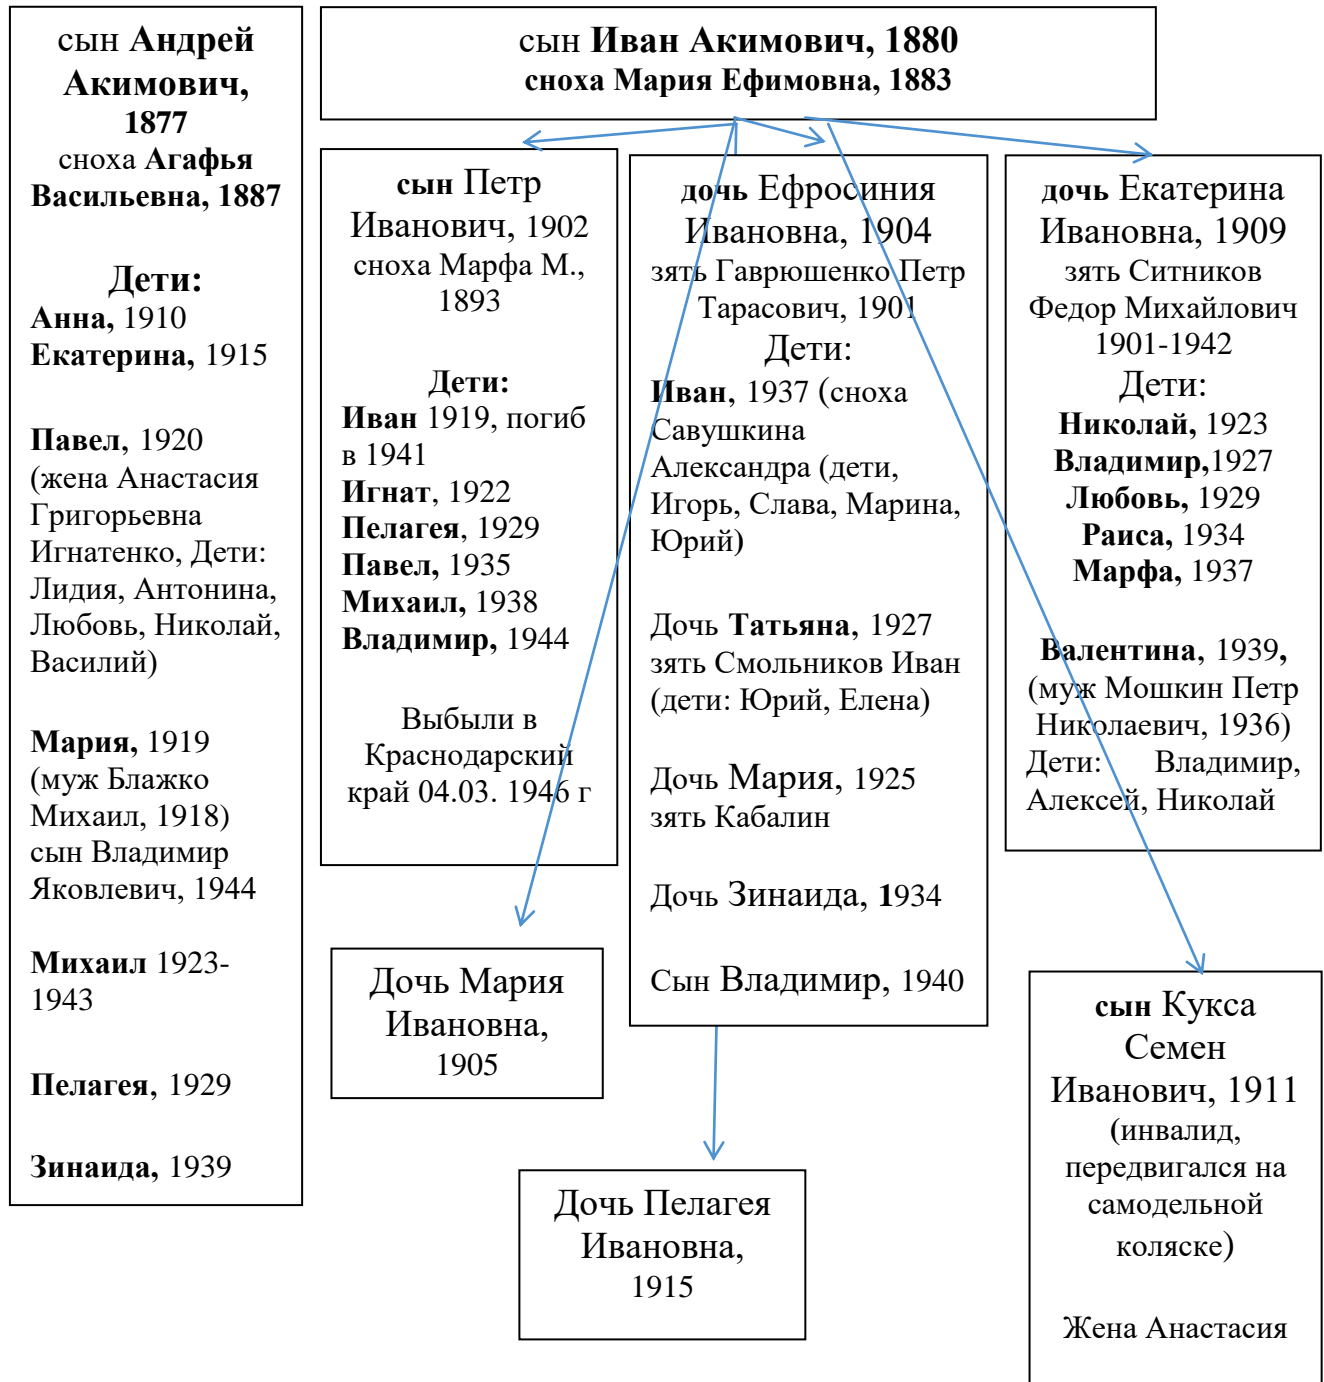 сын Андрей
Акимович,
1877
сноха Агафья
Васильевна, 1887
Дети:
Анна, 1910
Екатерина, 1915
Павел, 1920
(жена Анастасия
Григорьевна
Игнатенко, Дети:
Лидия, Антонина,
Любовь, Николай,
Василий)
Мария, 1919
(муж Блажко
Михаил, 1918)
сын Владимир
Яковлевич, 1944
Михаил 1923-
1943
Пелагея, 1929
Зинаида, 1939
сын Иван Акимович, 1880
сноха Мария Ефимовна, 1883
сын Петр
Иванович, 1902
сноха Марфа М.,
1893
Дети:
Иван 1919, погиб
в 1941
Игнат, 1922
Пелагея, 1929
Павел, 1935
Михаил, 1938
Владимир, 1944
Выбыли в
Краснодарский
край 04.03. 1946 г
дочь Ефросиния
Ивановна, 1904
зять Гаврюшенко Петр
Тарасович, 1901
Дети:
Иван, 1937 (сноха
Савушкина
Александра (дети,
Игорь, Слава, Марина,
Юрий)
Дочь Татьяна, 1927
зять Смольников Иван
(дети: Юрий, Елена)
Дочь Мария, 1925
зять Кабалин
Дочь Зинаида, 1934
Сын Владимир, 1940
дочь Екатерина
Ивановна, 1909
зять Ситников
Федор Михайлович
1901-1942
Дети:
Николай, 1923
Владимир,1927
Любовь, 1929
Раиса, 1934
Марфа, 1937
Валентина, 1939,
(муж Мошкин Петр
Николаевич, 1936)
Дети: Владимир,
Алексей, Николай
Дочь Мария
Ивановна,
1905
Дочь Пелагея
Ивановна,
1915
сын Кукса
Семен
Иванович, 1911
(инвалид,
передвигался на
самодельной
коляске)
Жена Анастасия